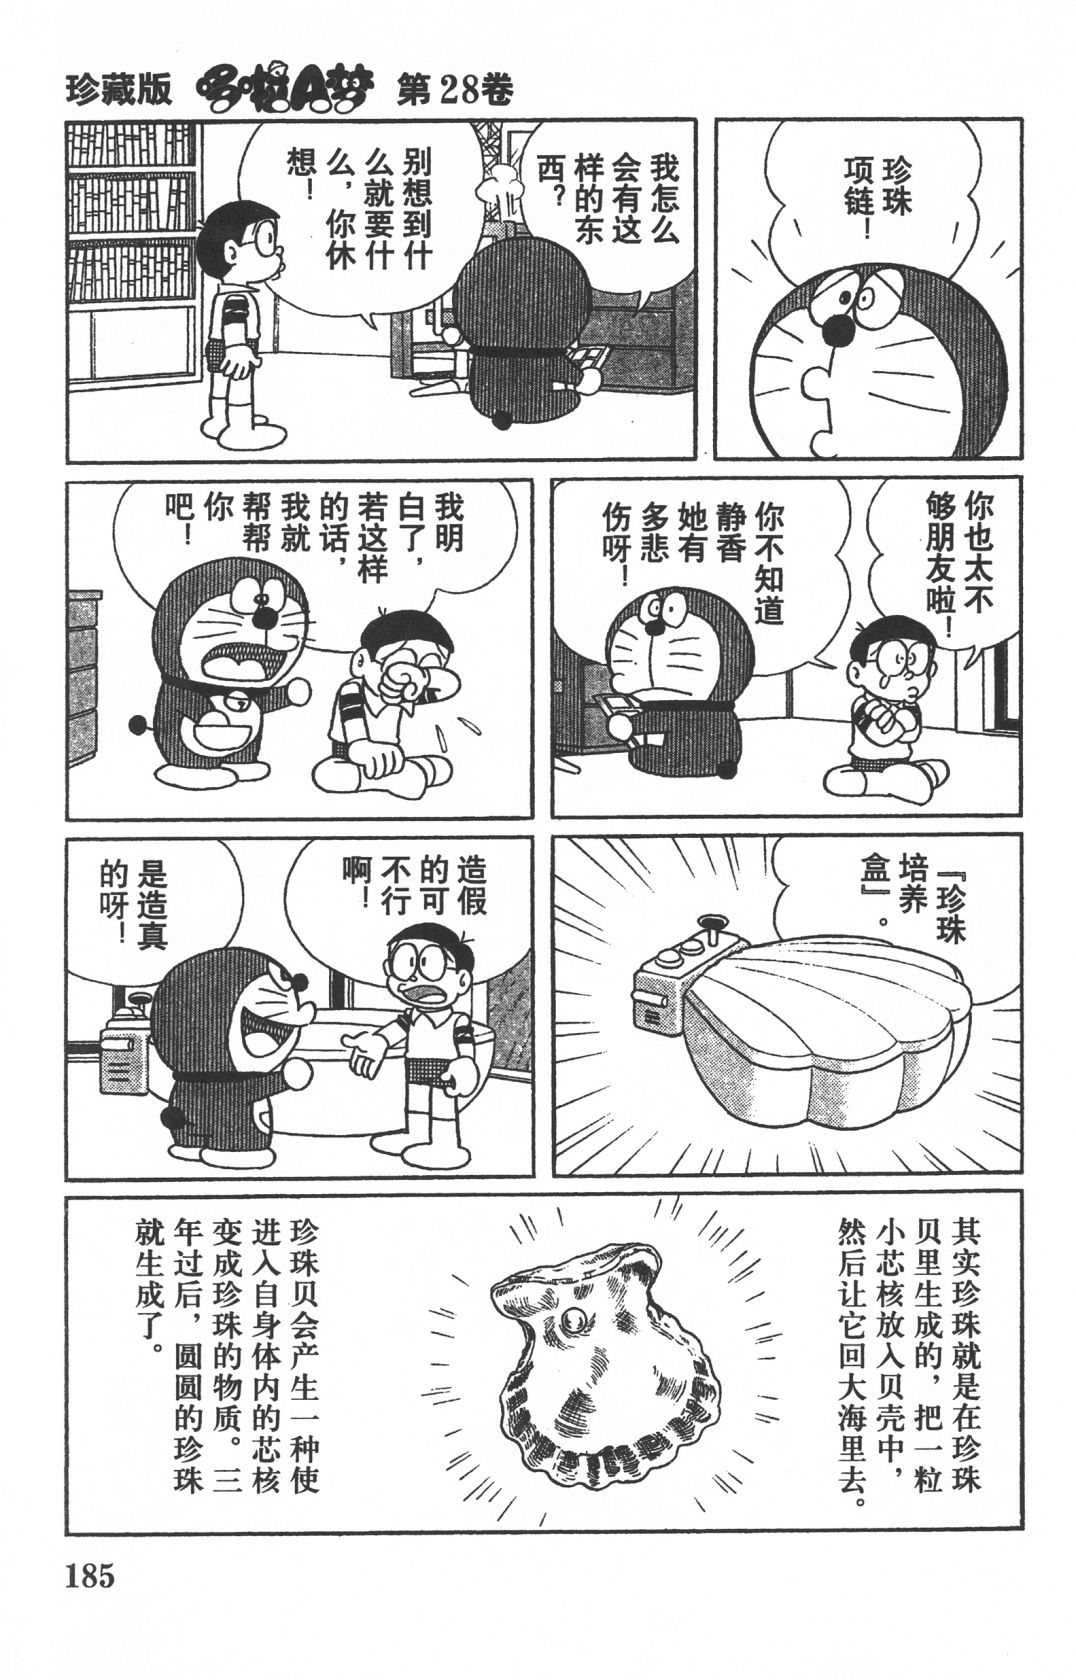 珍藏版 哆啦A梦 第28卷
珍珠
项链！
我怎么
会有这
样的东
西？
别想到什
么就要什
么，你休
想！
你也太不
够朋友啦！
你不知道
静香
她有
多悲
伤呀！
我明
白了，
若这样
的话，
我就
帮帮
你
吧！
『珍珠
培养
盒』。
造假
的可
不行
啊！
是造真
的呀！
其实珍珠就是在珍珠
贝里生成的，把一粒
小芯核放入贝壳中，
然后让它回大海里去。
珍珠贝会产生一种使
进入自身体内的芯核
变成珍珠的物质。三
年过后，圆圆的珍珠
就生成了。
185